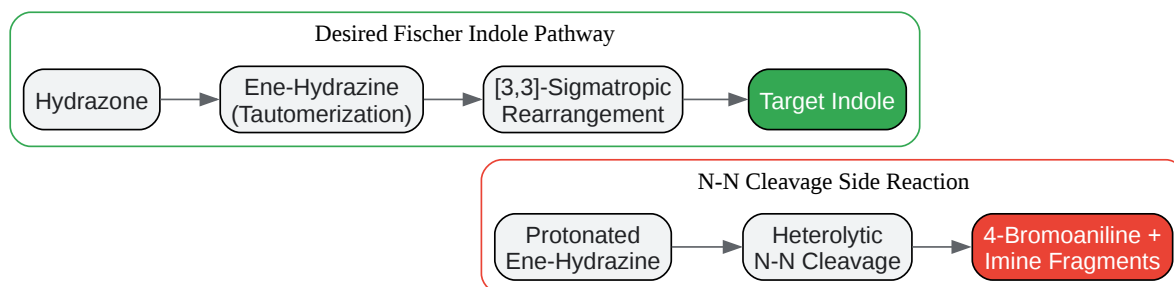 Desired Fischer Indole Pathway
Hydrazone
Ene-Hydrazine
(Tautomerization)
[3,3]-Sigmatropic
Rearrangement
Target Indole
N-N Cleavage Side Reaction
Protonated
Ene-Hydrazine
Heterolytic
N-N Cleavage
4-Bromoaniline +
Imine Fragments